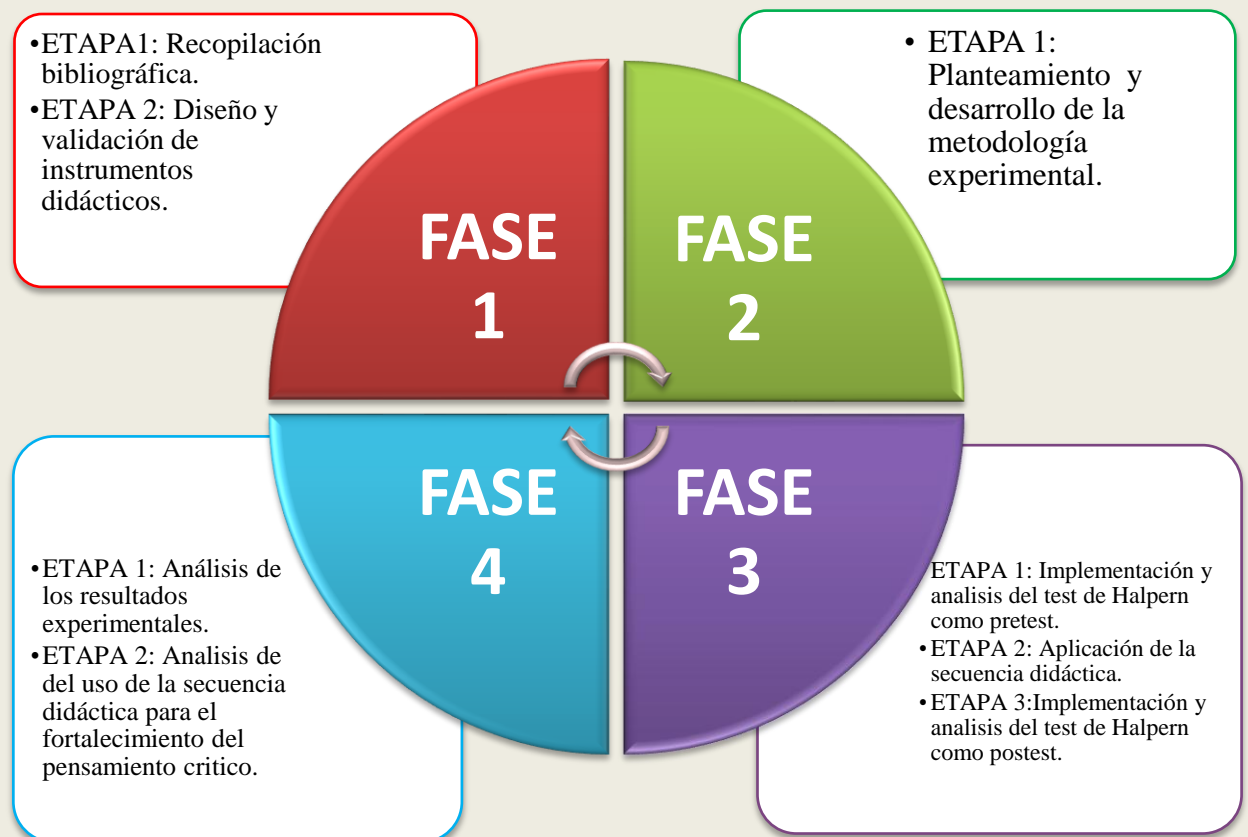 •ETAPA1: Recopilación
bibliográfica.
•ETAPA 2: Diseño y
validación de
instrumentos
didácticos.
• ETAPA 1:
Planteamiento y
desarrollo de la
metodología
experimental.
FASE
1
FASE
2
FASE
4
FASE
3
•ETAPA 1: Análisis de
los resultados
experimentales.
•ETAPA 2: Analisis de
del uso de la secuencia
didáctica para el
fortalecimiento del
pensamiento critico.
ETAPA 1: Implementación y
analisis del test de Halpern
como pretest.
•ETAPA 2: Aplicación de la
secuencia didáctica.
•ETAPA 3:Implementación y
analisis del test de Halpern
como postest.